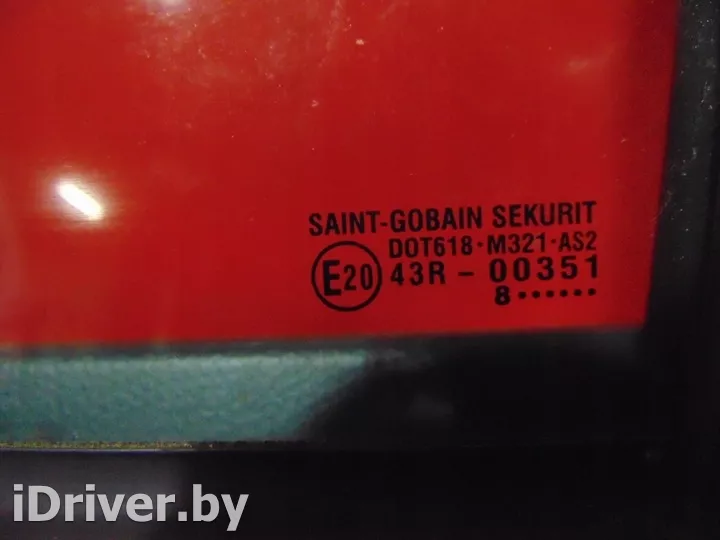 SAINT-GOBAIN SEKURIT
DOT618·M321·AS2
E20 43R - 00351
8······
iDriver.by